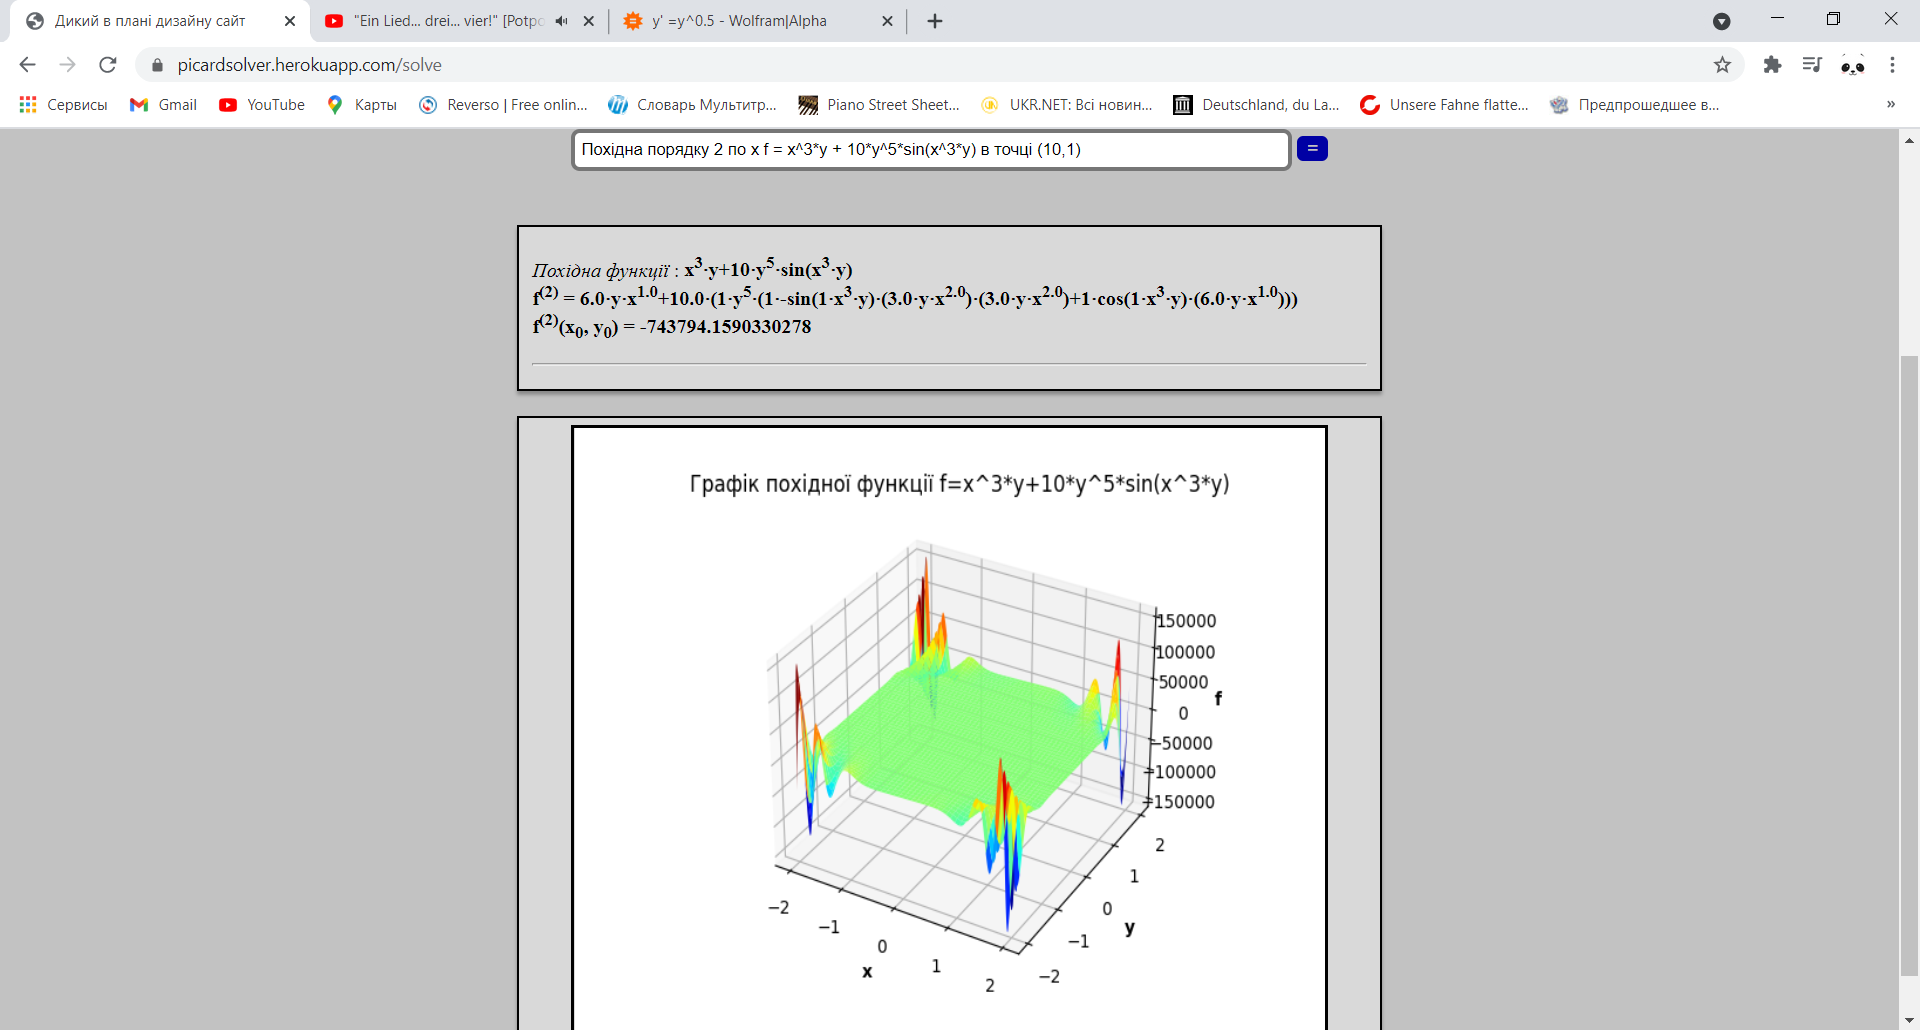 Дикий в плані дизайну сайт
"Ein Lied... drei... vier!" [Potpo
y' =y^0.5 - Wolfram|Alpha
picardsolver.herokuapp.com/solve
Сервисы
Gmail
YouTube
Карты
Reverso | Free onlin...
Словарь Мультитр...
Piano Street Sheet...
UKR.NET: Всі новин...
Deutschland, du La...
Unsere Fahne flatte...
Предпрошедшее в...
»
Похідна порядку 2 по x f = x^3*y + 10*y^5*sin(x^3*y) в точці (10,1)
=
Похідна функції : x³·y+10·y⁵·sin(x³·y)
f⁽²⁾ = 6.0·y·x¹·⁰+10.0·(1·y⁵·(1·-sin(1·x³·y)·(3.0·y·x²·⁰)·(3.0·y·x²·⁰)+1·cos(1·x³·y)·(6.0·y·x¹·⁰)))
f⁽²⁾(x₀, y₀) = -743794.1590330278
Графік похідної функції f=x^3*y+10*y^5*sin(x^3*y)
150000
100000
50000
0
−50000
−100000
−150000
f
−2
−1
0
1
2
x
−2
−1
0
1
2
y